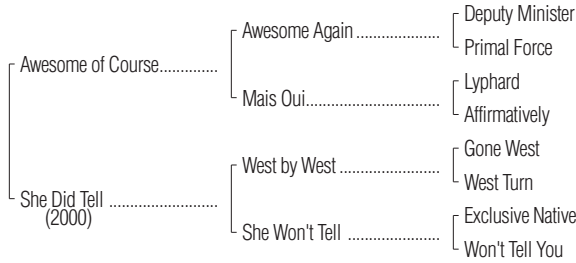 Deputy Minister
Awesome Again ..................
Primal Force
Awesome of Course.............
Lyphard
Mais Oui.............................
Affirmatively
Gone West
West by West ......................
West Turn
She Did Tell ........................
(2000)
Exclusive Native
She Won't Tell ....................
Won't Tell You